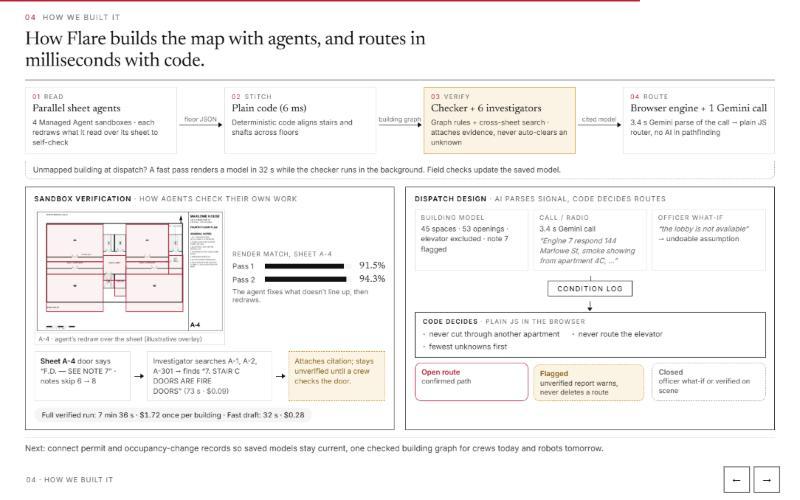 04 HOW WE BUILT IT
How Flare builds the map with agents, and routes in
milliseconds with code.
01 READ
Parallel sheet agents
4 Managed Agent sandboxes · each
redraws what it read over its sheet to
self-check
floor JSON
02 STITCH
Plain code (6 ms)
Deterministic code aligns stairs and
shafts across floors
building graph
03 VERIFY
Checker + 6 investigators
Graph rules + cross-sheet search ·
attaches evidence, never auto-clears an
unknown
cited model
04 ROUTE
Browser engine + 1 Gemini call
3.4 s Gemini parse of the call → plain JS
router, no AI in pathfinding
Unmapped building at dispatch? A fast pass renders a model in 32 s while the checker runs in the background. Field checks update the saved model.
SANDBOX VERIFICATION · HOW AGENTS CHECK THEIR OWN WORK
A-4
A-4 · agent's redraw over the sheet (illustrative overlay)
RENDER MATCH, SHEET A-4
Pass 1 91.5%
Pass 2 94.3%
The agent fixes what doesn't line up, then
redraws.
Sheet A-4 door says
"F.D. — SEE NOTE 7" ·
notes skip 6 → 8
Investigator searches A-1, A-2,
A-301 → finds "7. STAIR C
DOORS ARE FIRE
DOORS" (73 s · $0.09)
Attaches citation; stays
unverified until a crew
checks the door.
Full verified run: 7 min 36 s · $1.72 once per building · Fast draft: 32 s · $0.28
DISPATCH DESIGN · AI PARSES SIGNAL, CODE DECIDES ROUTES
BUILDING MODEL
45 spaces · 53 openings ·
elevator excluded · note 7
flagged
CALL / RADIO
3.4 s Gemini call
"Engine 7 respond 144
Marlowe St, smoke showing
from apartment 4C, ..."
OFFICER WHAT-IF
"the lobby is not available"
→ undoable assumption
CONDITION LOG
CODE DECIDES · PLAIN JS IN THE BROWSER
· never cut through another apartment · never route the elevator
· fewest unknowns first
Open route
confirmed path
Flagged
unverified report warns,
never deletes a route
Closed
officer what-if or verified on
scene
Next: connect permit and occupancy-change records so saved models stay current, one checked building graph for crews today and robots tomorrow.
04 · HOW WE BUILT IT
← →